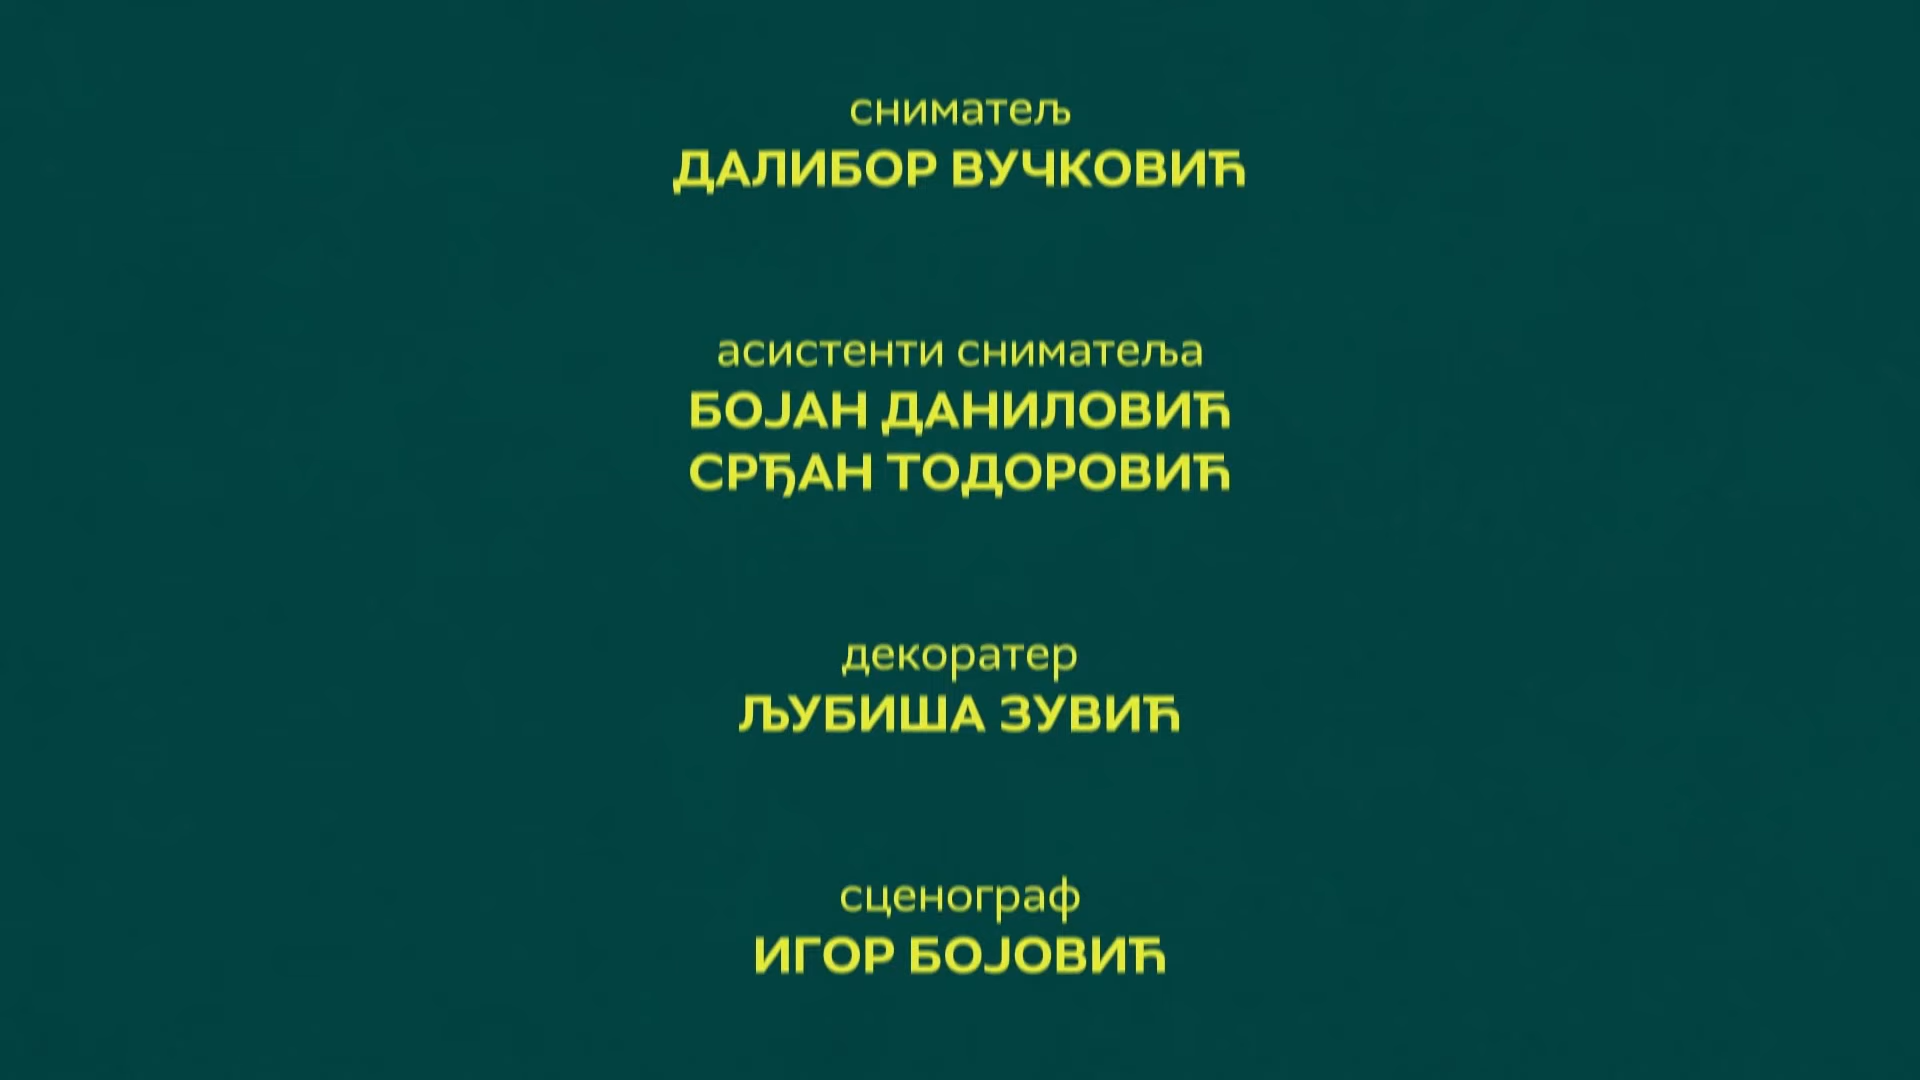 сниматељ
ДАЛИБОР ВУЧКОВИЋ
асистенти сниматеља
БОЈАН ДАНИЛОВИЋ
СРЂАН ТОДОРОВИЋ
декоратер
ЉУБИША ЗУВИЋ
сценограф
ИГОР БОЈОВИЋ